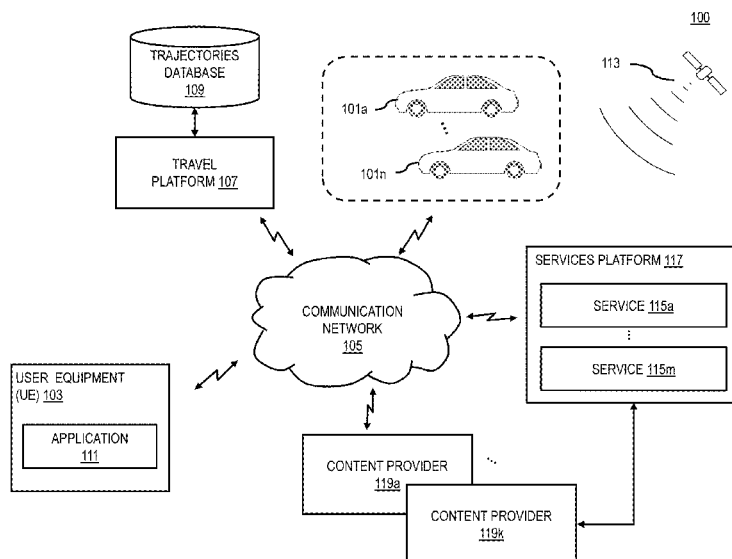 100
TRAJECTORIES
DATABASE
109
113
101a
101n
TRAVEL
PLATFORM 107
SERVICES PLATFORM 117
SERVICE 115a
SERVICE 115m
COMMUNICATION
NETWORK
105
USER EQUIPMENT
(UE) 103
APPLICATION
111
CONTENT PROVIDER
119a
CONTENT PROVIDER
119k